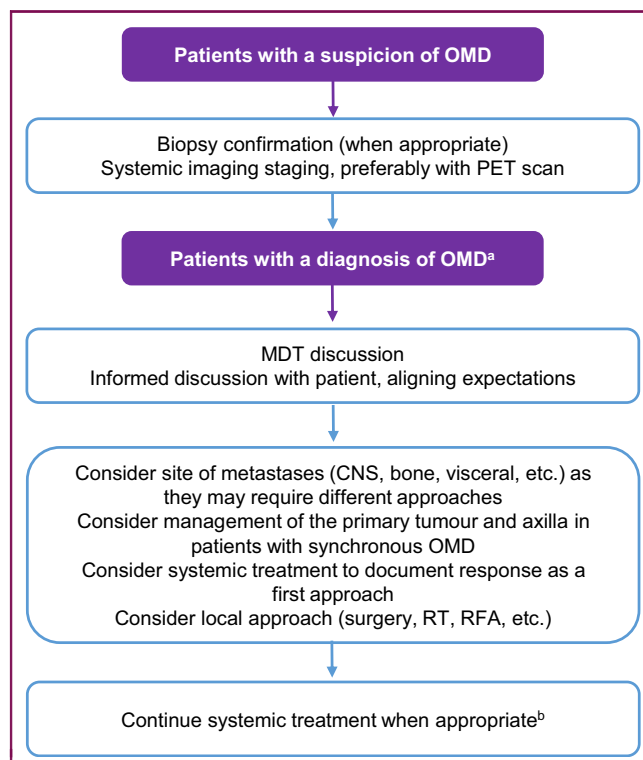 Patients with a suspicion of OMD
Biopsy confirmation (when appropriate)
Systemic imaging staging, preferably with PET scan
Patients with a diagnosis of OMDᵃ
MDT discussion
Informed discussion with patient, aligning expectations
Consider site of metastases (CNS, bone, visceral, etc.) as
they may require different approaches
Consider management of the primary tumour and axilla in
patients with synchronous OMD
Consider systemic treatment to document response as a
first approach
Consider local approach (surgery, RT, RFA, etc.)
Continue systemic treatment when appropriateᵇ